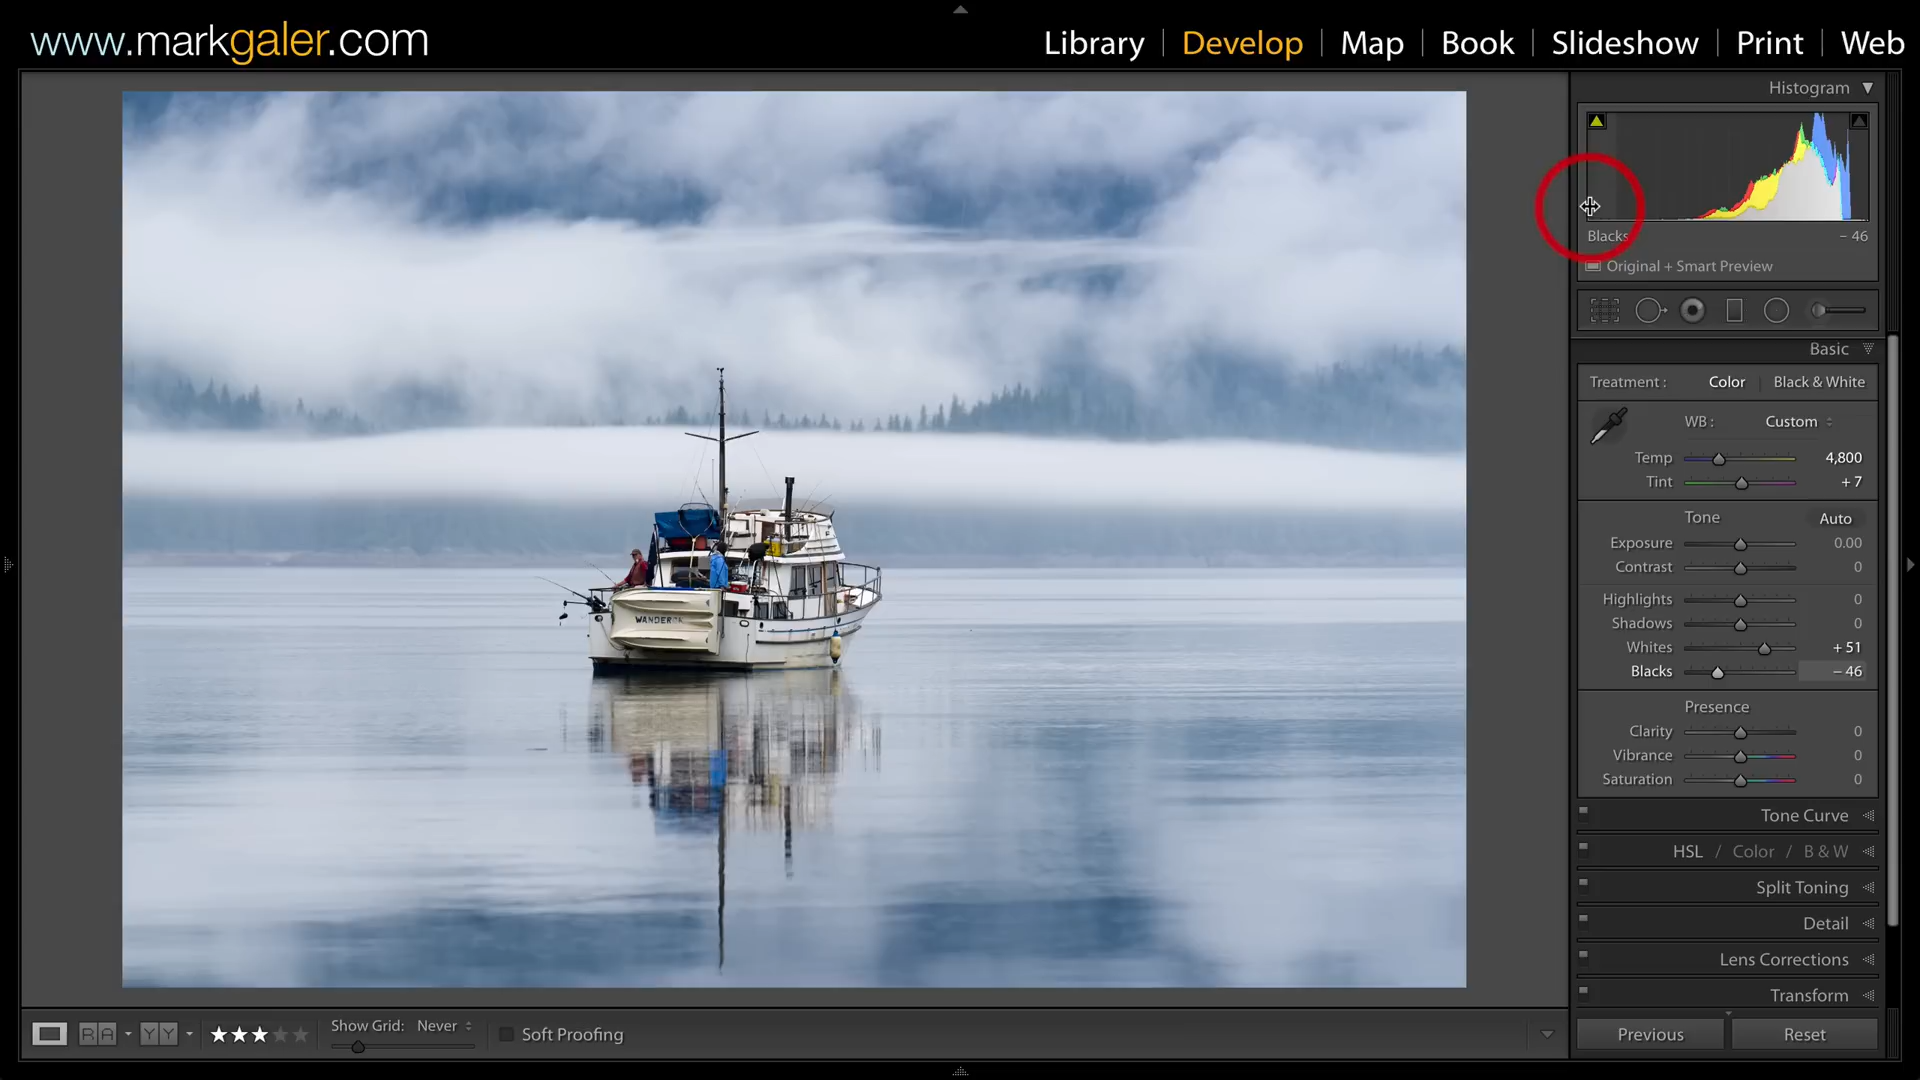 www.markgaler.com
Library | Develop | Map | Book | Slideshow | Print | Web
Histogram
Blacks - 46
Original + Smart Preview
Basic
Treatment : Color | Black & White
WB : Custom
Temp 4,800
Tint + 7
Tone Auto
Exposure 0.00
Contrast 0
Highlights 0
Shadows 0
Whites + 51
Blacks - 46
Presence
Clarity 0
Vibrance 0
Saturation 0
Tone Curve
HSL / Color / B & W
Split Toning
Detail
Lens Corrections
Transform
Previous Reset
R A Y Y Show Grid: Never Soft Proofing